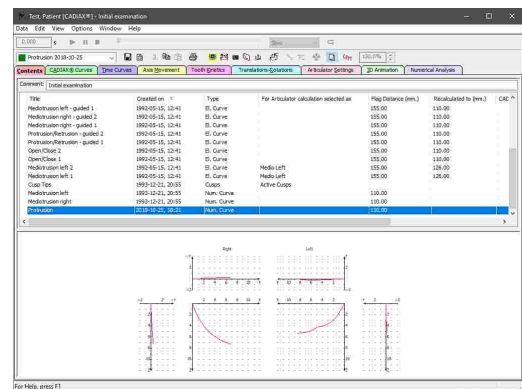 Test, Patient [CADIAX®] - Initial examination
Date Edit View Options Window Help
0.000
Slow
Protrusion 2018-10-25
100.0%
Contents CADIAX® Curves Time Curves Axis Movement Tooth Kinetics Translations-Rotations Articulator Settings 3D Animation Numerical Analysis
Comment: Initial examination
Title Created on Type For Articulator calculation selected as Flag Distance (mm.) Recalculated to (mm.) CAD
Mediotrusion left - guided 1 1992-05-15, 12:41 El. Curve 155.00 110.00
Mediotrusion right - guided 2 1992-05-15, 12:41 El. Curve 155.00 110.00
Mediotrusion right - guided 1 1992-05-15, 12:41 El. Curve 155.00 110.00
Protrusion/Retrusion - guided 2 1992-05-15, 12:41 El. Curve 155.00 110.00
Protrusion/Retrusion - guided 1 1992-05-15, 12:41 El. Curve 155.00 110.00
Open/Close 2 1992-05-15, 12:41 El. Curve 155.00 110.00
Open/Close 1 1992-05-15, 12:41 El. Curve 155.00 110.00
Mediotrusion left 2 1992-05-15, 12:41 El. Curve Medio Left 155.00 126.00
Mediotrusion left 1 1992-05-15, 12:41 El. Curve Medio Left 155.00 126.00
Cusp Tips 1993-12-21, 20:55 Cusps Active Cusps
Mediotrusion left 1993-12-21, 20:55 Num. Curve 110.00
Mediotrusion right 1993-12-21, 20:55 Num. Curve 110.00
Protrusion 2018-10-25, 10:21 Num. Curve 110.00
Right Left
For Help, press F1